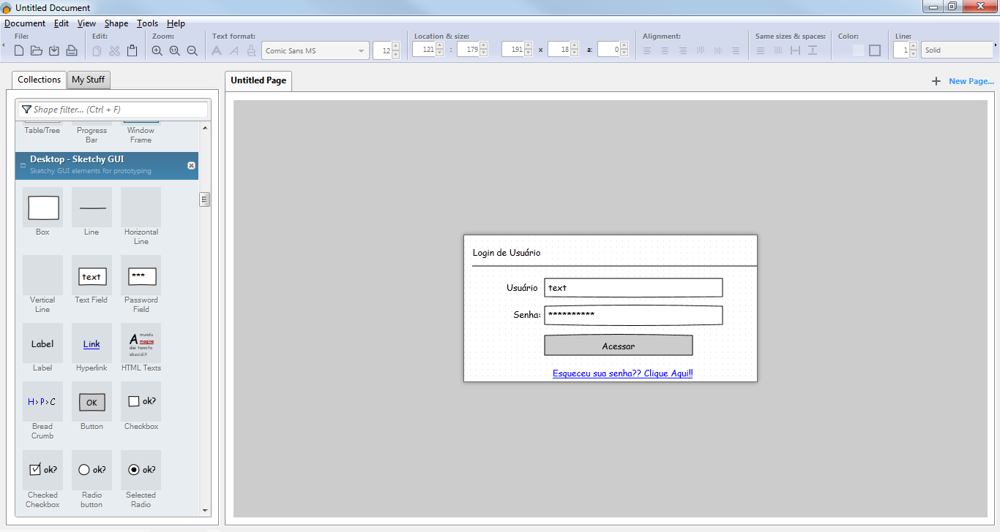 Untitled Document
Document Edit View Shape Tools Help
File: Edit: Zoom: Text format: Location & size: Alignment: Same sizes & spaces: Color: Line:
Comic Sans MS 12 121 : 179 191 x 18 a: 0 1 Solid
Collections My Stuff
Untitled Page
New Page...
Shape filter... (Ctrl + F)
Table/Tree Progress Bar Window Frame
Desktop - Sketchy GUI
Sketchy GUI elements for prototyping
Box Line Horizontal Line
text ***
Vertical Line Text Field Password Field
Label Link A mundu
imagine
dei tannito
abacidit
Label Hyperlink HTML Texts
H>P>C OK ok?
Bread Crumb Button Checkbox
ok? ok? ok?
Checked Checkbox Radio button Selected Radio
Login de Usuário
Usuário text
Senha: **********
Acessar
Esqueceu sua senha?? Clique Aqui!!